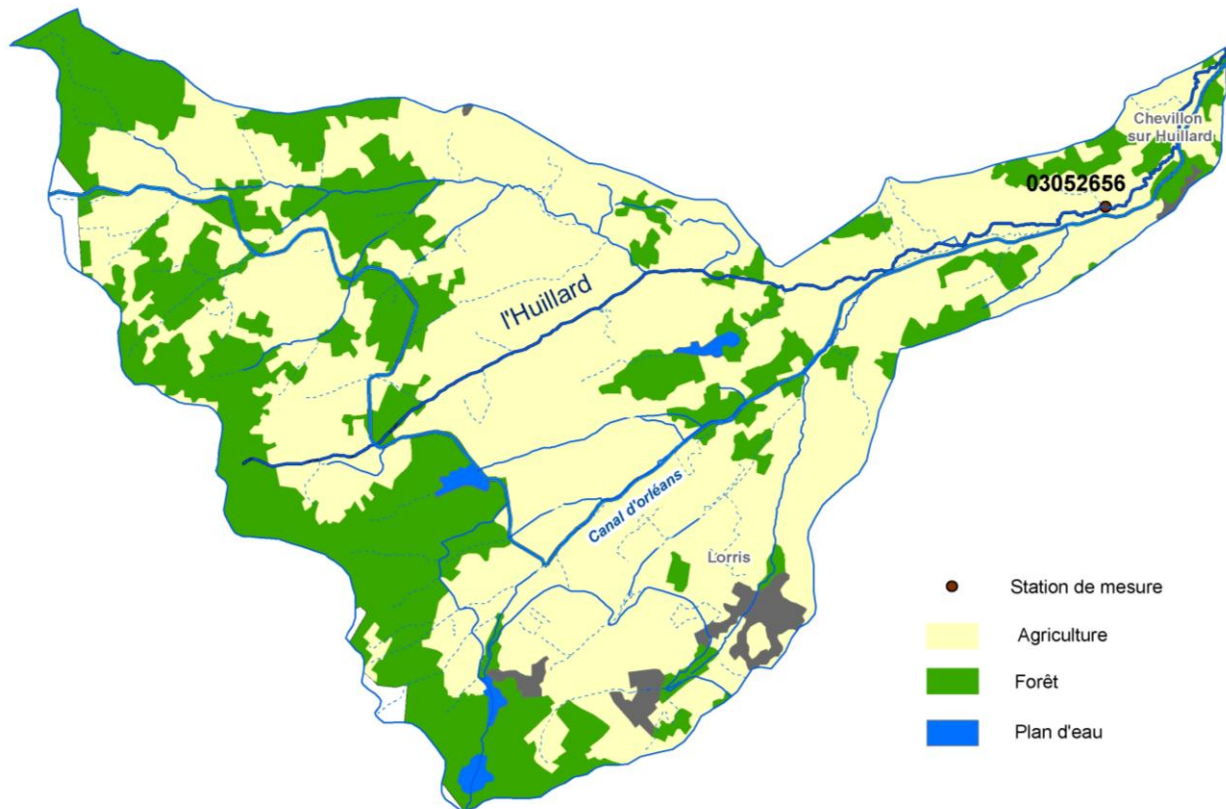 Chevillon
sur Huillard
03052656
l'Huillard
Canal d'orléans
Lorris
Station de mesure
Agriculture
Forêt
Plan d'eau